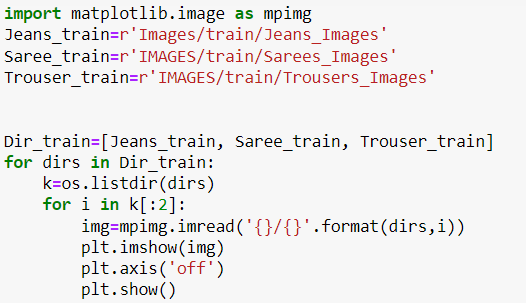 import matplotlib.image as mpimg
Jeans_train=r'Images/train/Jeans_Images'
Saree_train=r'IMAGES/train/Sarees_Images'
Trouser_train=r'IMAGES/train/Trousers_Images'
Dir_train=[Jeans_train, Saree_train, Trouser_train]
for dirs in Dir_train:
    k=os.listdir(dirs)
    for i in k[:2]:
        img=mpimg.imread('{}/{}'.format(dirs,i))
        plt.imshow(img)
        plt.axis('off')
        plt.show()